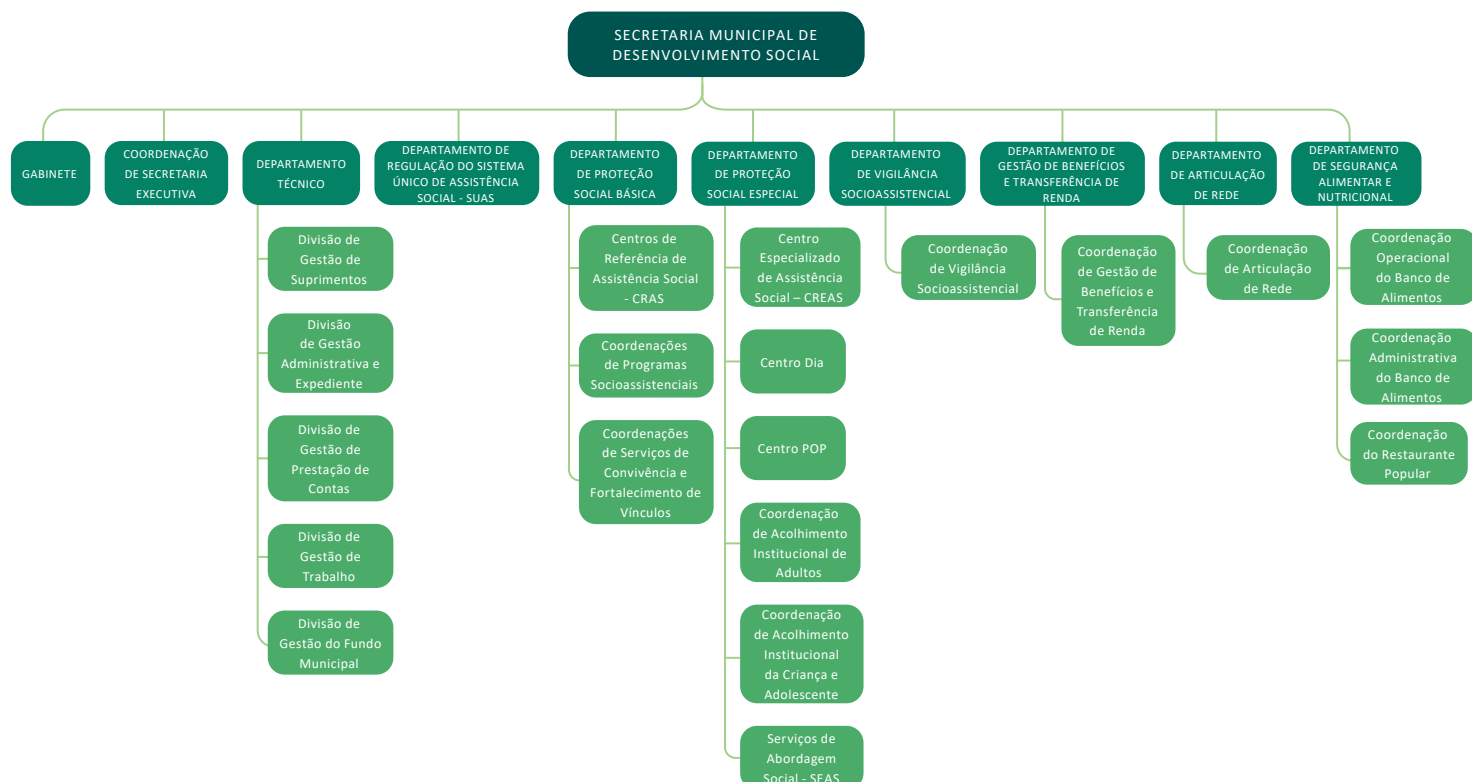 SECRETARIA MUNICIPAL DE
DESENVOLVIMENTO SOCIAL
GABINETE
COORDENAÇÃO
DE SECRETARIA
EXECUTIVA
DEPARTAMENTO
TÉCNICO
DEPARTAMENTO DE
REGULAÇÃO DO SISTEMA
ÚNICO DE ASSISTÊNCIA
SOCIAL - SUAS
DEPARTAMENTO
DE PROTEÇÃO
SOCIAL BÁSICA
DEPARTAMENTO
DE PROTEÇÃO
SOCIAL ESPECIAL
DEPARTAMENTO
DE VIGILÂNCIA
SOCIOASSISTENCIAL
DEPARTAMENTO DE
GESTÃO DE BENEFÍCIOS
E TRANSFERÊNCIA DE
RENDA
DEPARTAMENTO
DE ARTICULAÇÃO
DE REDE
DEPARTAMENTO
DE SEGURANÇA
ALIMENTAR E
NUTRICIONAL
Divisão de
Gestão de
Suprimentos
Divisão
de Gestão
Administrativa e
Expediente
Divisão de
Gestão de
Prestação de
Contas
Divisão de
Gestão de
Trabalho
Divisão de
Gestão do Fundo
Municipal
Centros de
Referência de
Assistência Social
- CRAS
Coordenações
de Programas
Socioassistenciais
Coordenações
de Serviços de
Convivência e
Fortalecimento de
Vínculos
Centro
Especializado
de Assistência
Social – CREAS
Centro Dia
Centro POP
Coordenação
de Acolhimento
Institucional de
Adultos
Coordenação
de Acolhimento
Institucional
da Criança e
Adolescente
Serviços de
Abordagem
Social - SEAS
Coordenação
de Vigilância
Socioassistencial
Coordenação
de Gestão de
Benefícios e
Transferência
de Renda
Coordenação
de Articulação
de Rede
Coordenação
Operacional
do Banco de
Alimentos
Coordenação
Administrativa
do Banco de
Alimentos
Coordenação
do Restaurante
Popular